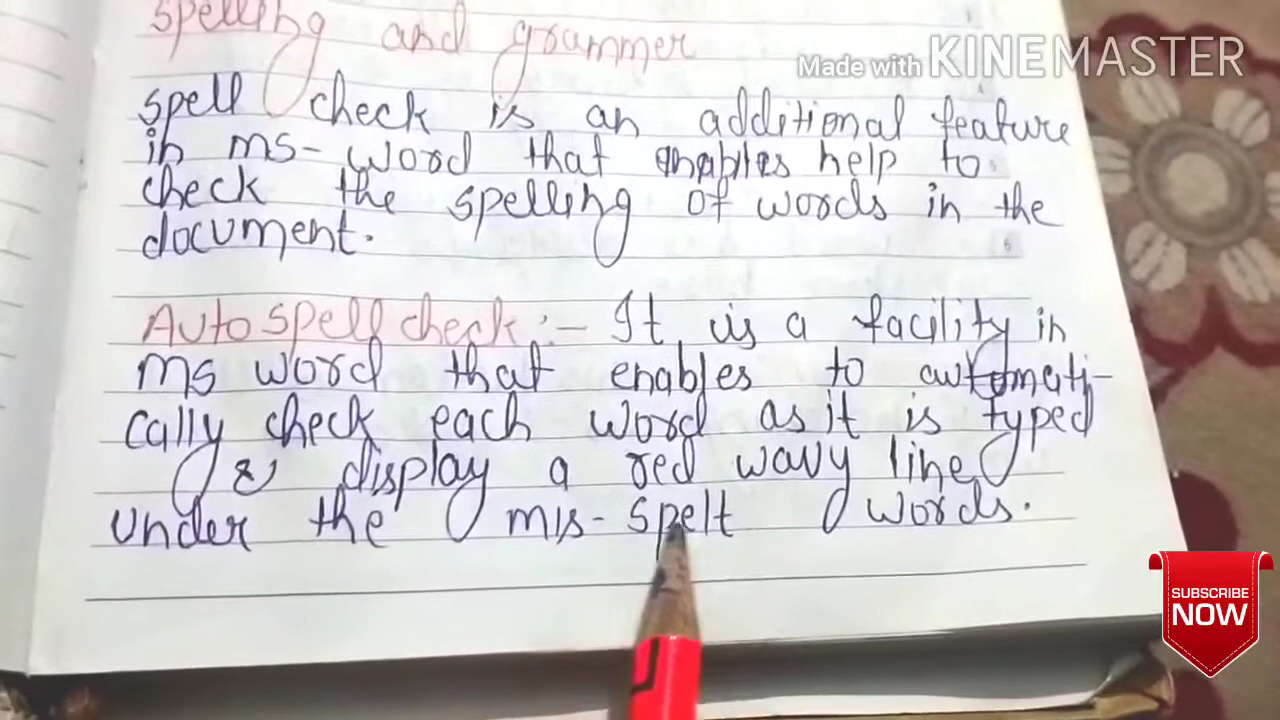 spelling and grammer
Made with KINEMASTER
spell check is an additional feature
in ms-word that enables help to
check the spelling of words in the
document.
Auto spell check :- It is a facility in
ms word that enables to automati-
cally check each word as it is typed
& display a red wavy line
under the mis-spelt words.
SUBSCRIBE
NOW